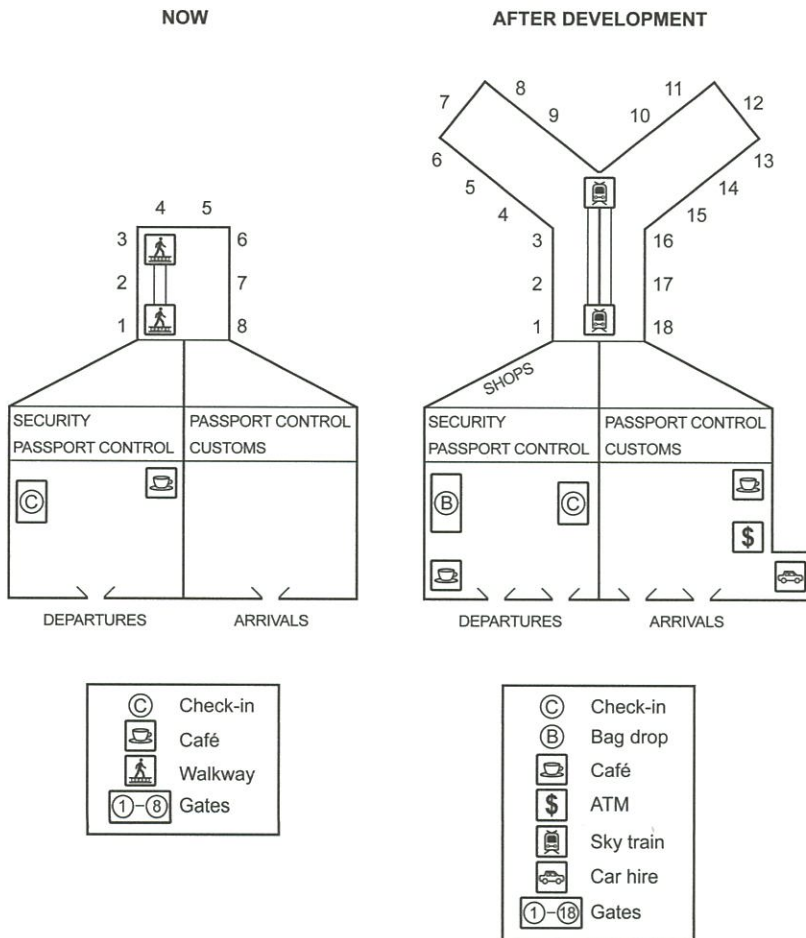 NOW
4 5
3 6
2 7
1 8
SECURITY
PASSPORT CONTROL
PASSPORT CONTROL
CUSTOMS
C
DEPARTURES
ARRIVALS
C Check-in
Café
Walkway
1–8 Gates
AFTER DEVELOPMENT
8 11
7 9 10 12
6 13
5 14
4 15
3 16
2 17
1 18
SHOPS
SECURITY
PASSPORT CONTROL
PASSPORT CONTROL
CUSTOMS
B C
$
DEPARTURES
ARRIVALS
C Check-in
B Bag drop
Café
$ ATM
Sky train
Car hire
1–18 Gates